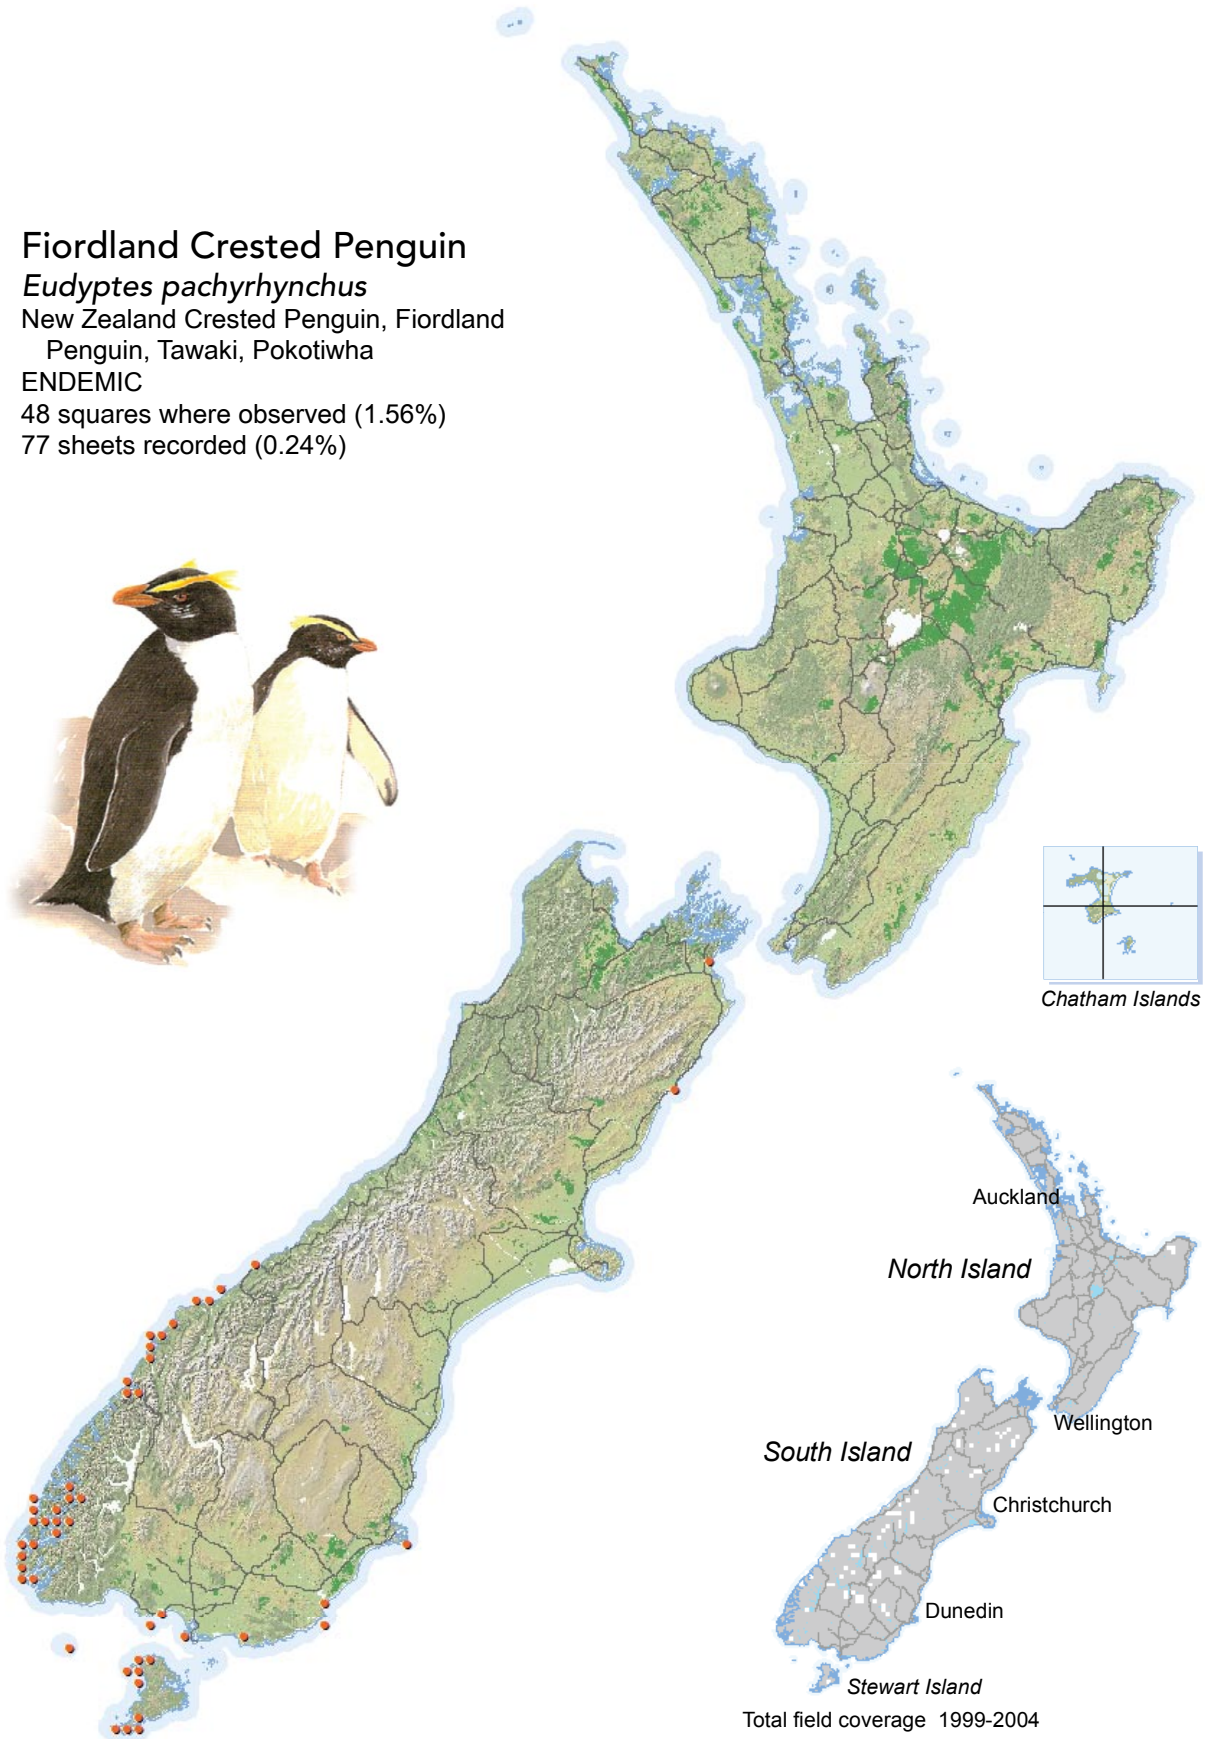 Fiordland Crested Penguin
Eudyptes pachyrhynchus
New Zealand Crested Penguin, Fiordland
Penguin, Tawaki, Pokotiwha
ENDEMIC
48 squares where observed (1.56%)
77 sheets recorded (0.24%)
Chatham Islands
Auckland
North Island
Wellington
South Island
Christchurch
Dunedin
Stewart Island
Total field coverage 1999-2004